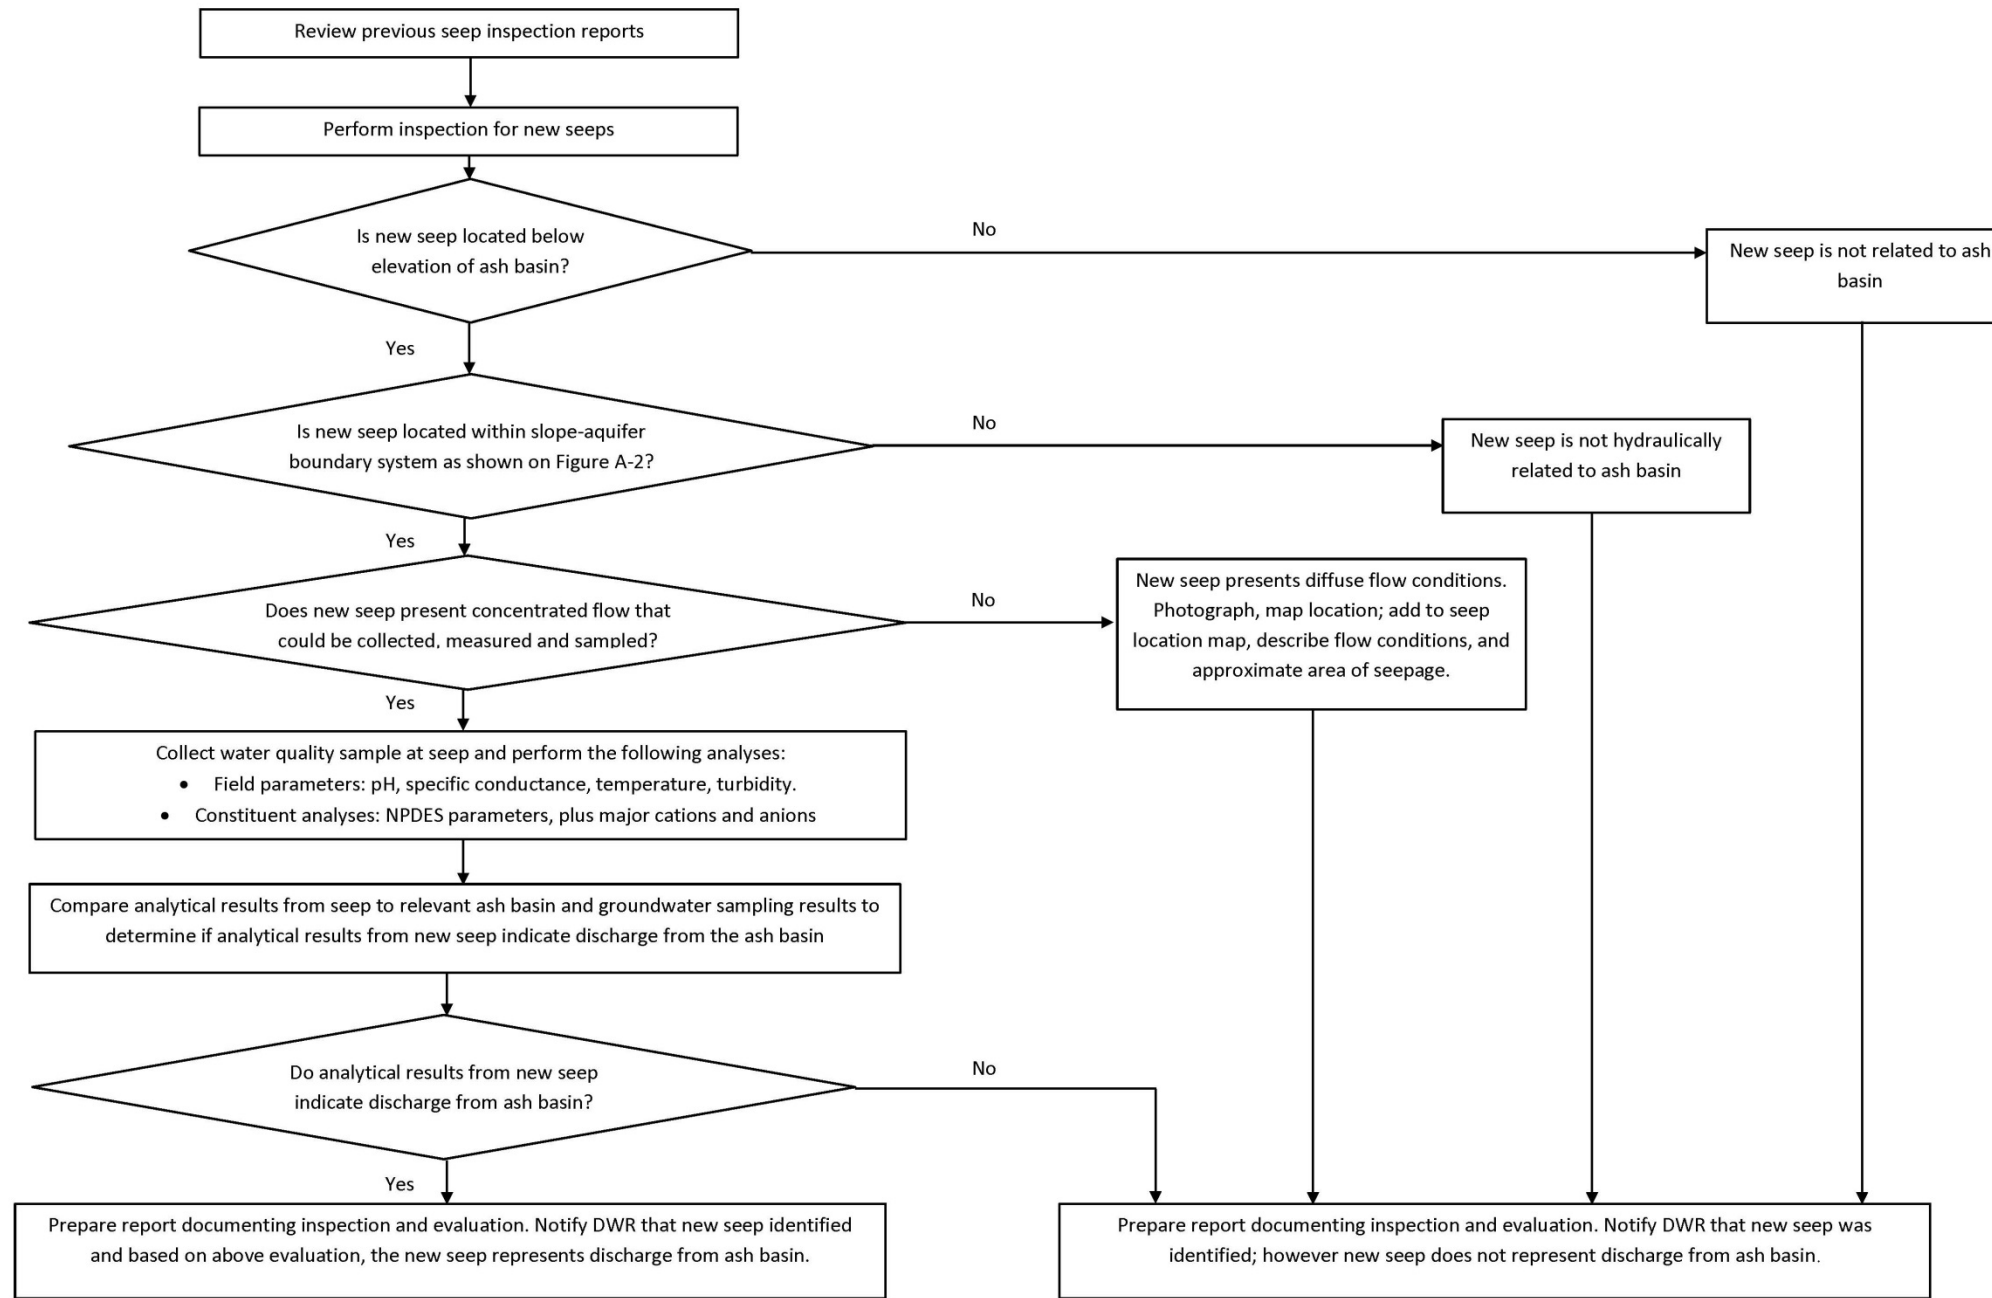 Review previous seep inspection reports
Perform inspection for new seeps
Is new seep located below
elevation of ash basin?
No
New seep is not related to ash
basin
Yes
Is new seep located within slope-aquifer
boundary system as shown on Figure A-2?
No
New seep is not hydraulically
related to ash basin
Yes
Does new seep present concentrated flow that
could be collected, measured and sampled?
No
New seep presents diffuse flow conditions.
Photograph, map location; add to seep
location map, describe flow conditions, and
approximate area of seepage.
Yes
Collect water quality sample at seep and perform the following analyses:
• Field parameters: pH, specific conductance, temperature, turbidity.
• Constituent analyses: NPDES parameters, plus major cations and anions
Compare analytical results from seep to relevant ash basin and groundwater sampling results to
determine if analytical results from new seep indicate discharge from the ash basin
Do analytical results from new seep
indicate discharge from ash basin?
No
Yes
Prepare report documenting inspection and evaluation. Notify DWR that new seep identified
and based on above evaluation, the new seep represents discharge from ash basin.
Prepare report documenting inspection and evaluation. Notify DWR that new seep was
identified; however new seep does not represent discharge from ash basin.